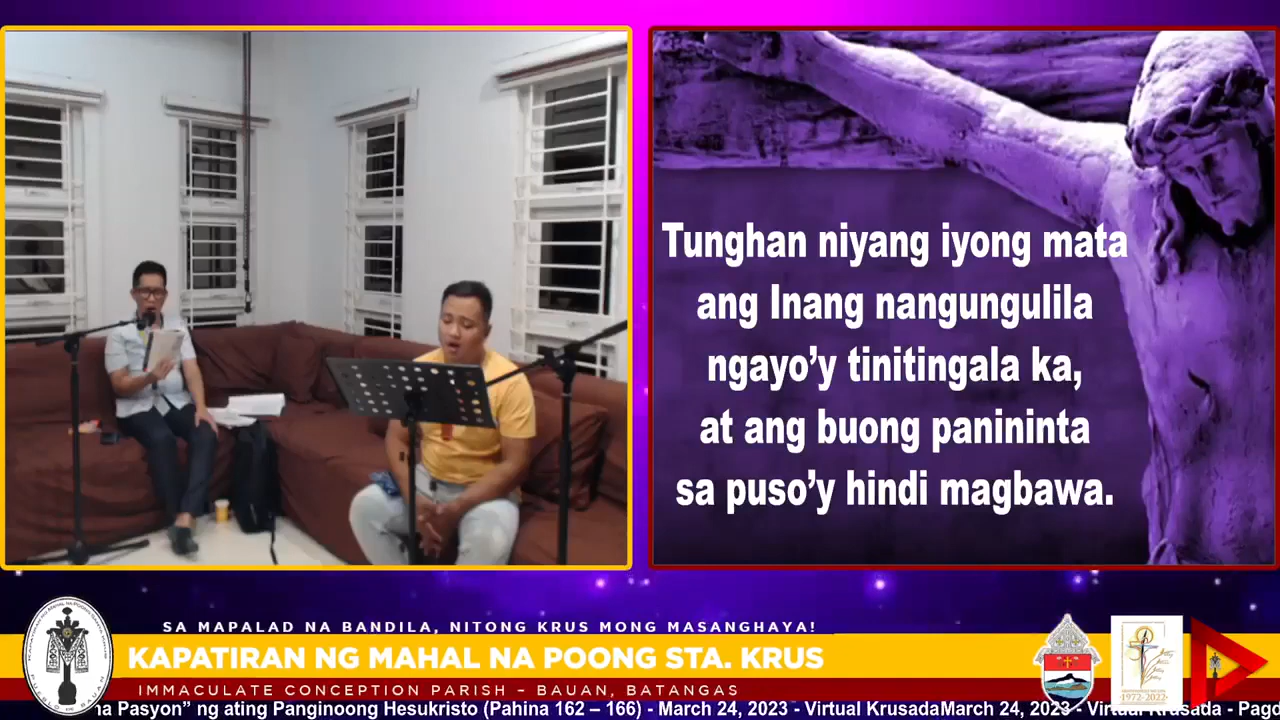 Tunghan niyang iyong mata
ang Inang nangungulila
ngayo’y tinitingala ka,
at ang buong panininta
sa puso’y hindi magbawa.
SA MAPALAD NA BANDILA, NITONG KRUS MONG MASANGHAYA!
KAPATIRAN NG MAHAL NA POONG STA. KRUS
IMMACULATE CONCEPTION PARISH – BAUAN, BATANGAS
1972-2022
na Pasyon” ng ating Panginoong Hesukristo (Pahina 162 – 166) - March 24, 2023 - Virtual KrusadaMarch 24, 2023 - Virtual Krusada - Pago